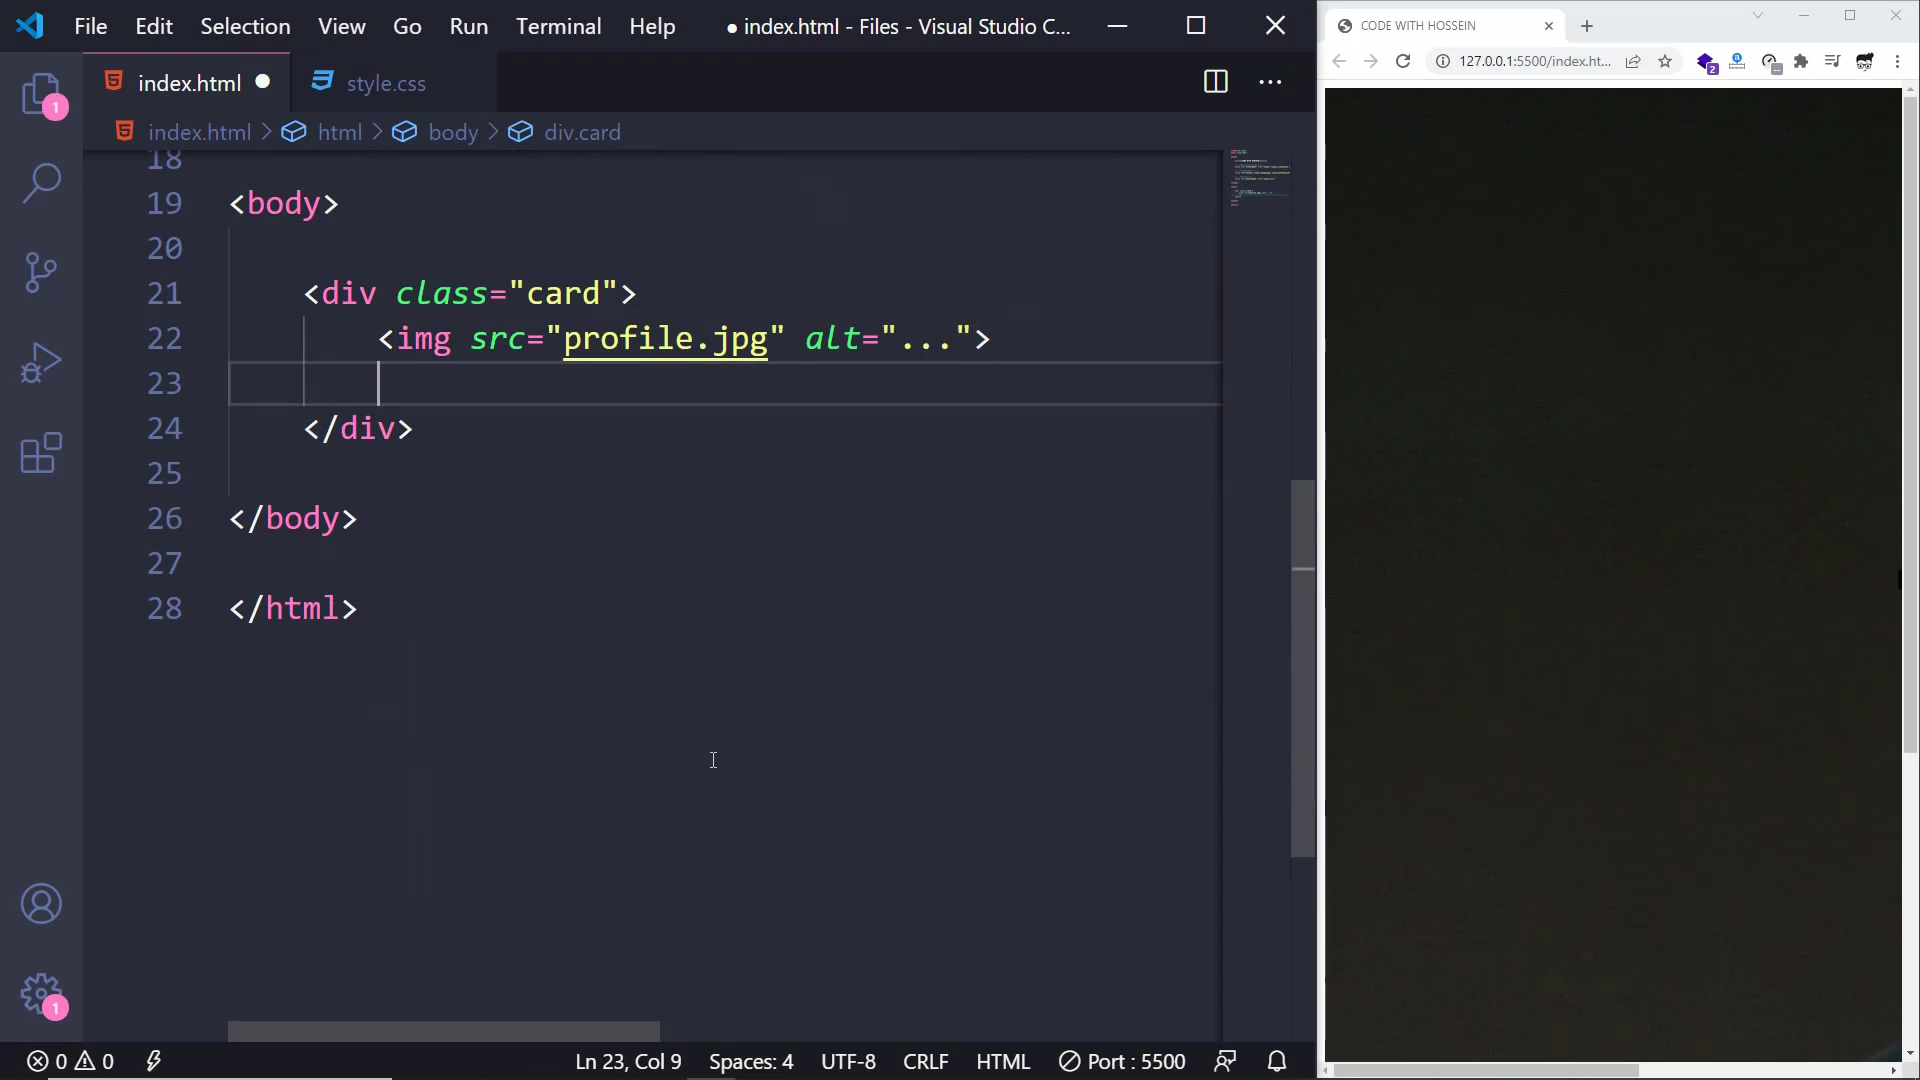 File Edit Selection View Go Run Terminal Help ● index.html - Files - Visual Studio C...
CODE WITH HOSSEIN
index.html style.css
127.0.0.1:5500/index.ht...
2
1
index.html > html > body > div.card
18
19 <body>
20
21 <div class="card">
22 <img src="profile.jpg" alt="...">
23
24 </div>
25
26 </body>
27
28 </html>
1
0 0 Ln 23, Col 9 Spaces: 4 UTF-8 CRLF HTML Port : 5500